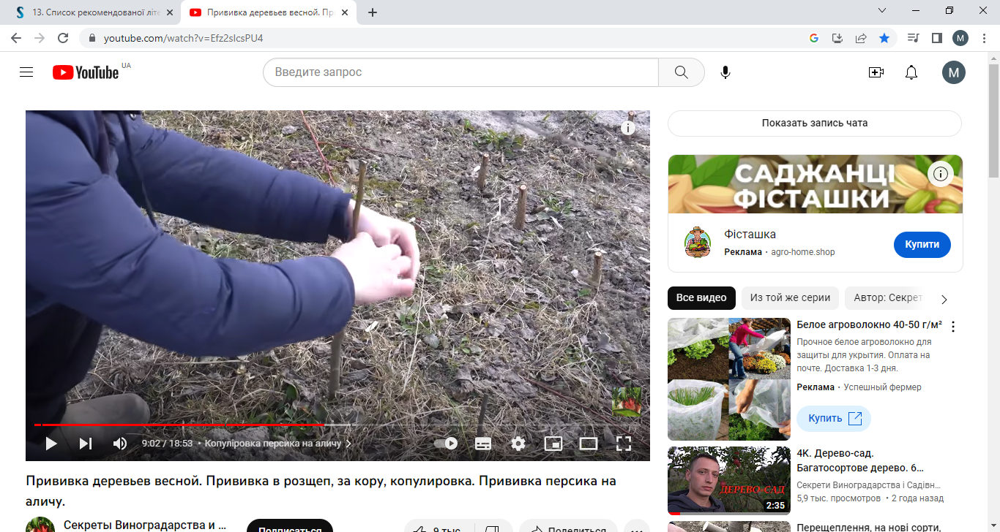 13. Список рекомендованої літе
Прививка деревьев весной. Пр
youtube.com/watch?v=Efz2slcsPU4
M
YouTube UA
Введите запрос
M
Показать запись чата
САДЖАНЦІ
ФІСТАШКИ
Фісташка
Реклама · agro-home.shop
Купити
Все видео
Из той же серии
Автор: Секрет
Белое агроволокно 40-50 г/м²
Прочное белое агроволокно для
защиты для укрытия. Оплата на
почте. Доставка 1-3 дня.
Реклама · Успешный фермер
Купить
9:02 / 18:53 • Копуліровка персика на аличу
4K. Дерево-сад.
Багатосортове дерево. 6...
Секрети Виноградарства і Садівн...
5,9 тыс. просмотров • 2 года назад
ДЕРЕВО-САД
2:35
Прививка деревьев весной. Прививка в розщеп, за кору, копулировка. Прививка персика на
аличу.
Секреты Виноградарства и ...
Подписаться
9 тыс.
Поделиться
Перещеплення, на нові сорти,